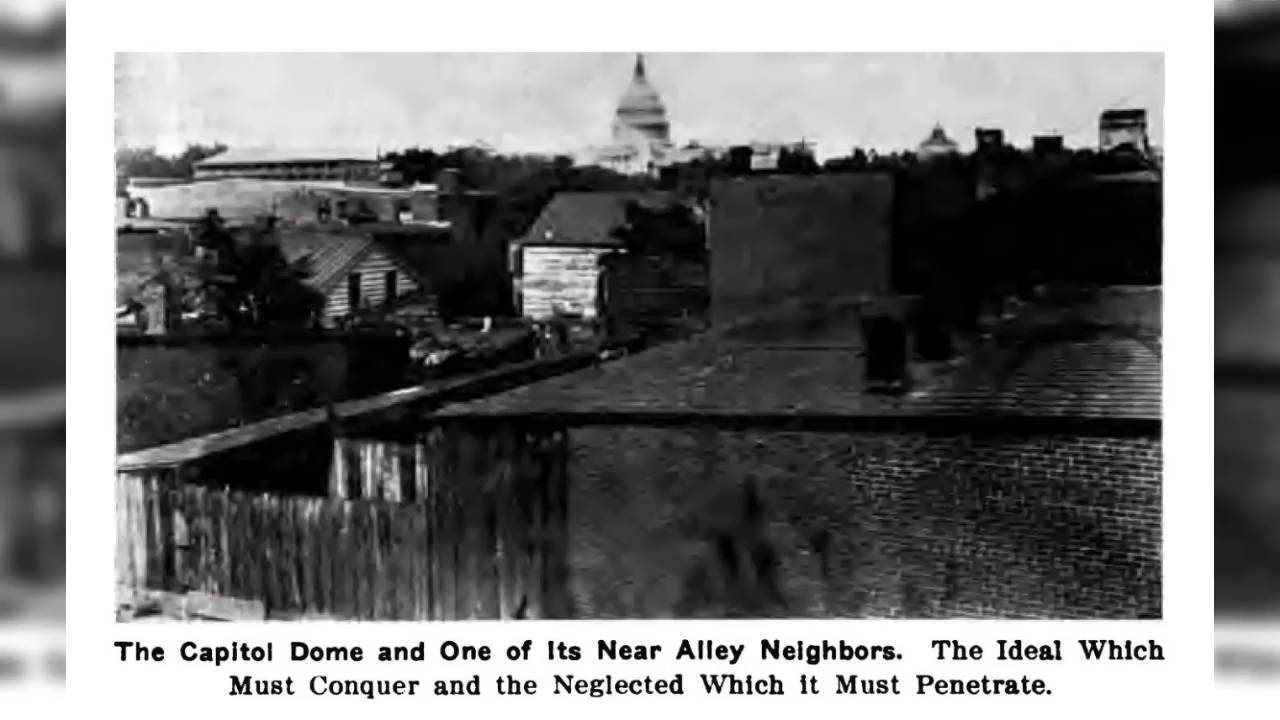 The Capitol Dome and One of Its Near Alley Neighbors. The Ideal Which
Must Conquer and the Neglected Which it Must Penetrate.